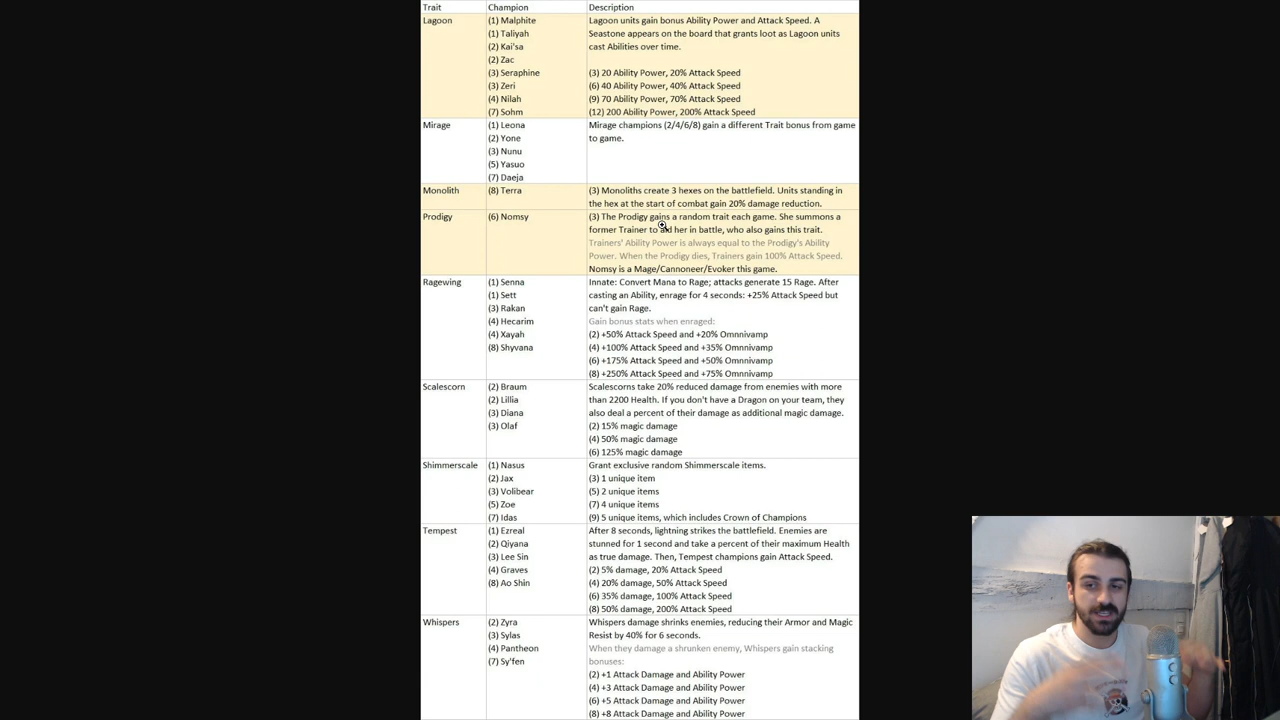 Trait Champion Description
Lagoon (1) Malphite Lagoon units gain bonus Ability Power and Attack Speed. A
(1) Taliyah Seastone appears on the board that grants loot as Lagoon units
(2) Kai'sa cast Abilities over time.
(2) Zac
(3) Seraphine (3) 20 Ability Power, 20% Attack Speed
(3) Zeri (6) 40 Ability Power, 40% Attack Speed
(4) Nilah (9) 70 Ability Power, 70% Attack Speed
(7) Sohm (12) 200 Ability Power, 200% Attack Speed
Mirage (1) Leona Mirage champions (2/4/6/8) gain a different Trait bonus from game
(2) Yone to game.
(3) Nunu
(5) Yasuo
(7) Daeja
Monolith (8) Terra (3) Monoliths create 3 hexes on the battlefield. Units standing in
the hex at the start of combat gain 20% damage reduction.
Prodigy (6) Nomsy (3) The Prodigy gains a random trait each game. She summons a
former Trainer to aid her in battle, who also gains this trait.
Trainers' Ability Power is always equal to the Prodigy's Ability
Power. When the Prodigy dies, Trainers gain 100% Attack Speed.
Nomsy is a Mage/Cannoneer/Evoker this game.
Ragewing (1) Senna Innate: Convert Mana to Rage; attacks generate 15 Rage. After
(1) Sett casting an Ability, enrage for 4 seconds: +25% Attack Speed but
(3) Rakan can't gain Rage.
(4) Hecarim Gain bonus stats when enraged:
(4) Xayah (2) +50% Attack Speed and +20% Omnnivamp
(8) Shyvana (4) +100% Attack Speed and +35% Omnnivamp
(6) +175% Attack Speed and +50% Omnnivamp
(8) +250% Attack Speed and +75% Omnnivamp
Scalescorn (2) Braum Scalescorns take 20% reduced damage from enemies with more
(2) Lillia than 2200 Health. If you don't have a Dragon on your team, they
(3) Diana also deal a percent of their damage as additional magic damage.
(3) Olaf (2) 15% magic damage
(4) 50% magic damage
(6) 125% magic damage
Shimmerscale (1) Nasus Grant exclusive random Shimmerscale items.
(2) Jax (3) 1 unique item
(3) Volibear (5) 2 unique items
(5) Zoe (7) 4 unique items
(7) Idas (9) 5 unique items, which includes Crown of Champions
Tempest (1) Ezreal After 8 seconds, lightning strikes the battlefield. Enemies are
(2) Qiyana stunned for 1 second and take a percent of their maximum Health
(3) Lee Sin as true damage. Then, Tempest champions gain Attack Speed.
(4) Graves (2) 5% damage, 20% Attack Speed
(8) Ao Shin (4) 20% damage, 50% Attack Speed
(6) 35% damage, 100% Attack Speed
(8) 50% damage, 200% Attack Speed
Whispers (2) Zyra Whispers damage shrinks enemies, reducing their Armor and Magic
(3) Sylas Resist by 40% for 6 seconds.
(4) Pantheon When they damage a shrunken enemy, Whispers gain stacking
(7) Sy'fen bonuses:
(2) +1 Attack Damage and Ability Power
(4) +3 Attack Damage and Ability Power
(6) +5 Attack Damage and Ability Power
(8) +8 Attack Damage and Ability Power